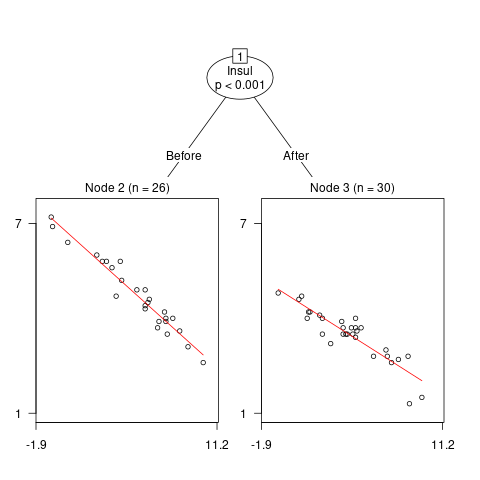 1
Insul
p < 0.001
Before
After
Node 2 (n = 26)
Node 3 (n = 30)
7
1
-1.9
11.2
7
1
-1.9
11.2